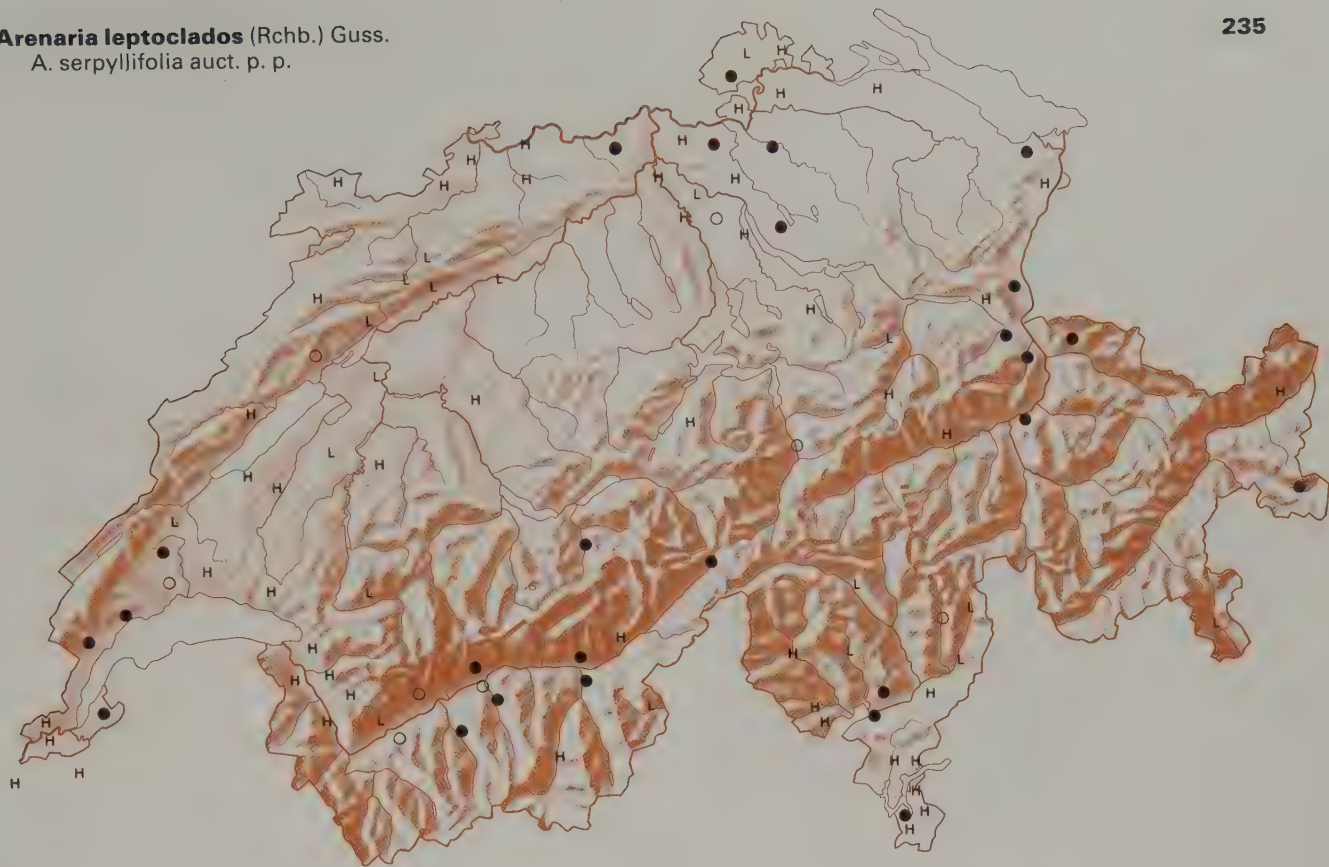 Arenaria leptoclados (Rchb.) Guss.
A. serpyllifolia auct. p. p.
235